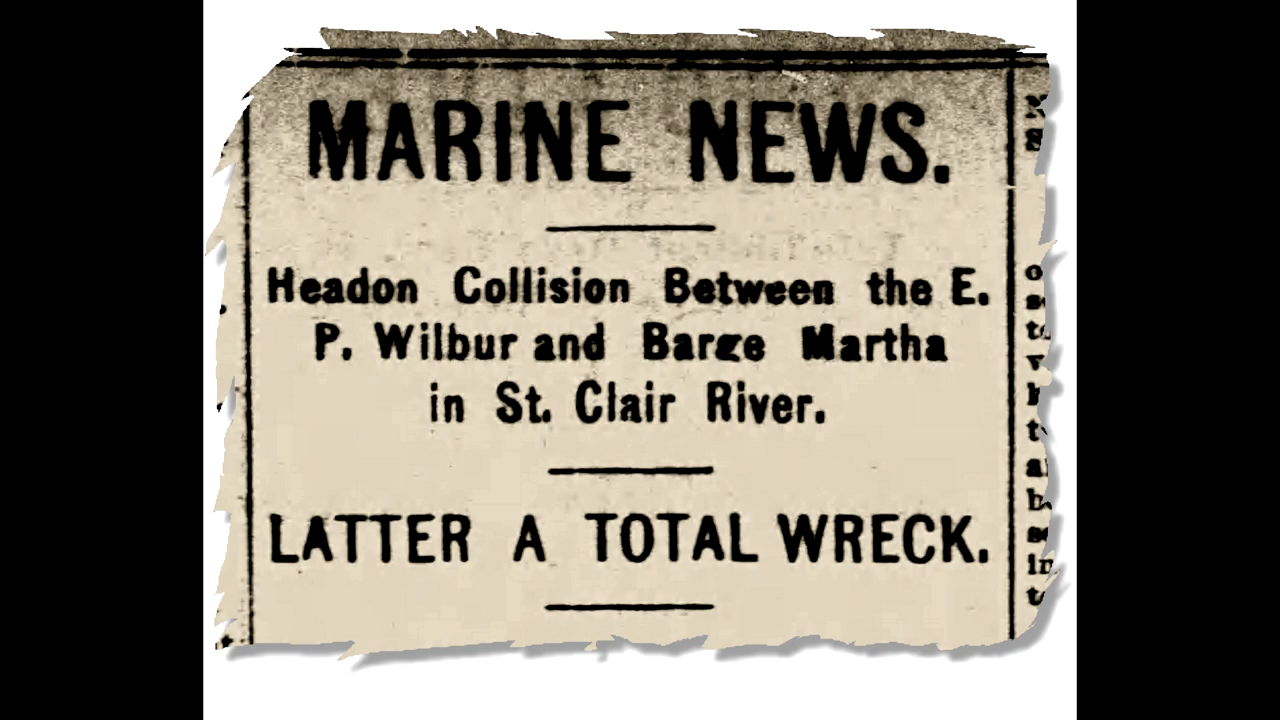 MARINE NEWS.
Headon Collision Between the E.
P. Wilbur and Barge Martha
in St. Clair River.
LATTER A TOTAL WRECK.